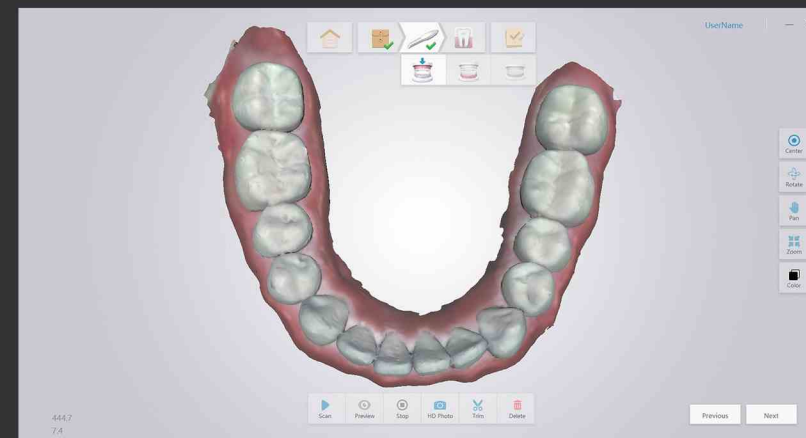 UserName
Center
Rotate
Pan
Zoom
Color
Scan
Preview
Stop
HD Photo
Trim
Delete
Previous
Next
444.7
7.4